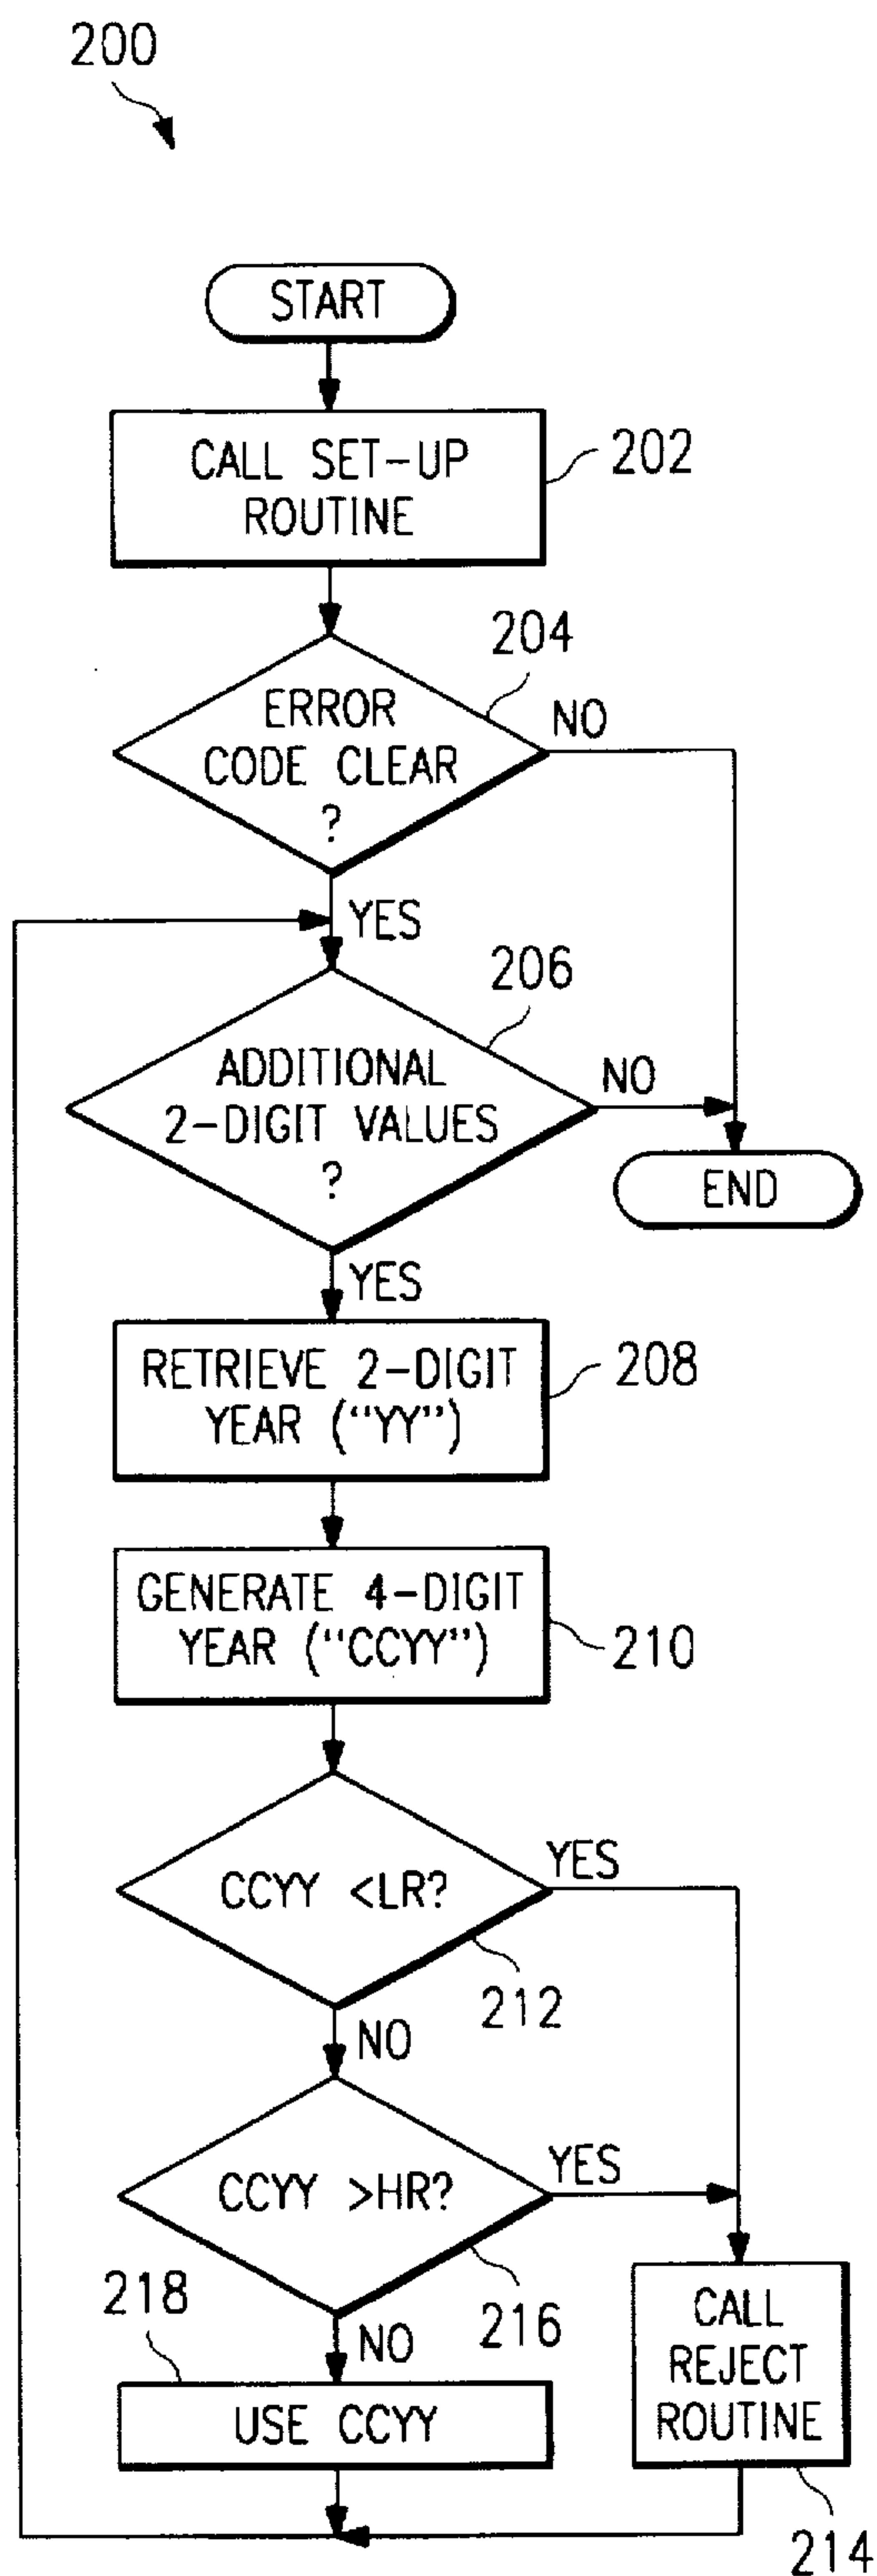 200
START
CALL SET-UP
ROUTINE
202
204
ERROR
CODE CLEAR
?
NO
YES
206
ADDITIONAL
2-DIGIT VALUES
?
NO
END
YES
RETRIEVE 2-DIGIT
YEAR ("YY")
208
GENERATE 4-DIGIT
YEAR ("CCYY")
210
CCYY <LR?
YES
212
NO
CCYY >HR?
YES
216
218
NO
USE CCYY
CALL
REJECT
ROUTINE
214